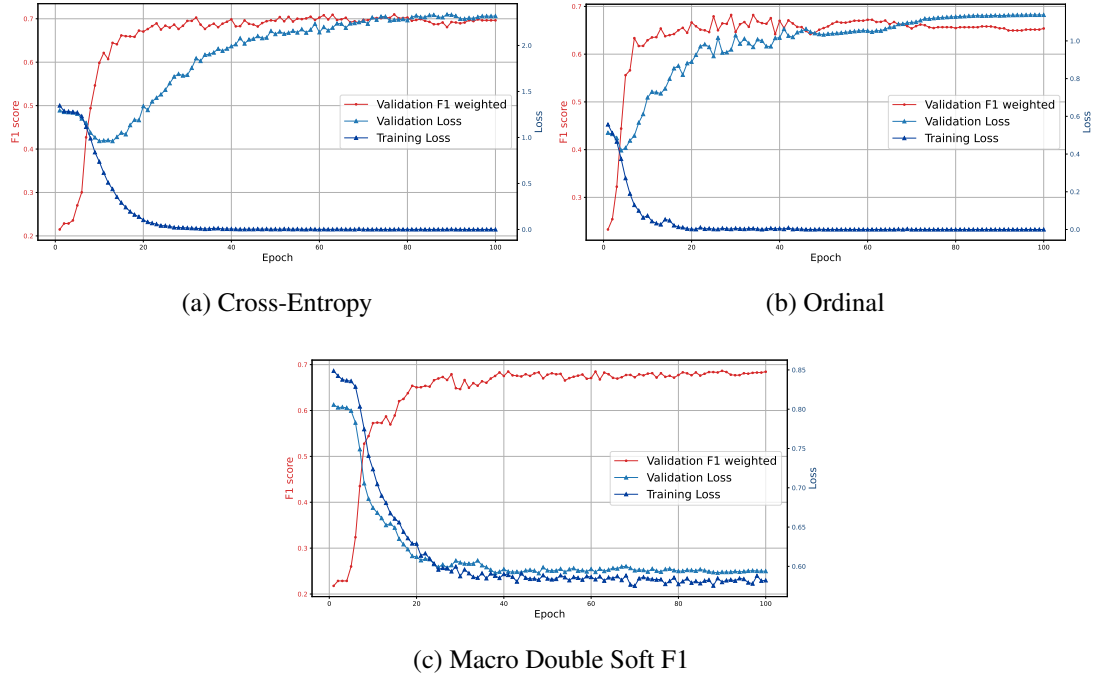 0.7
0.6
0.5
0.4
0.3
0.2
F1 score
2.0
1.5
1.0
0.5
0.0
Loss
Validation F1 weighted
Validation Loss
Training Loss
0 20 40 60 80 100
Epoch
(a) Cross-Entropy
0.7
0.6
0.5
0.4
0.3
F1 score
1.0
0.8
0.6
0.4
0.2
0.0
Loss
Validation F1 weighted
Validation Loss
Training Loss
0 20 40 60 80 100
Epoch
(b) Ordinal
0.7
0.6
0.5
0.4
0.3
0.2
F1 score
0.85
0.80
0.75
0.70
0.65
0.60
Loss
Validation F1 weighted
Validation Loss
Training Loss
0 20 40 60 80 100
Epoch
(c) Macro Double Soft F1